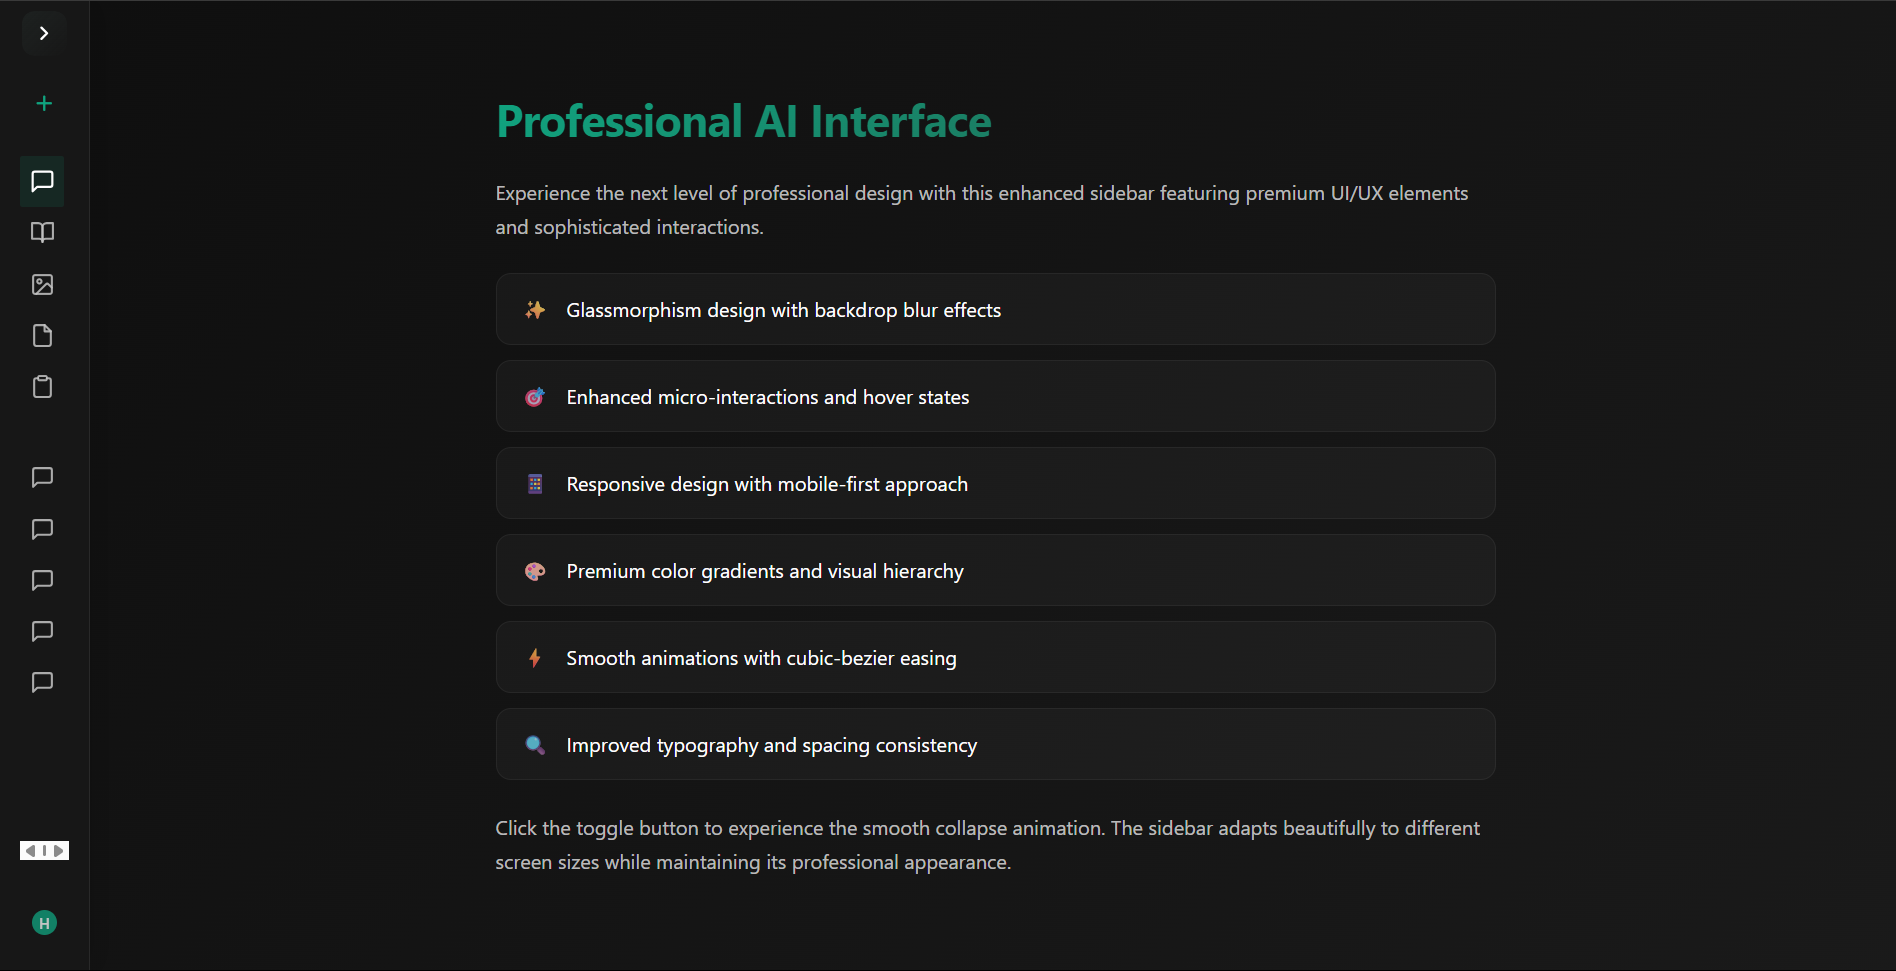 Professional AI Interface
Experience the next level of professional design with this enhanced sidebar featuring premium UI/UX elements
and sophisticated interactions.
Glassmorphism design with backdrop blur effects
Enhanced micro-interactions and hover states
Responsive design with mobile-first approach
Premium color gradients and visual hierarchy
Smooth animations with cubic-bezier easing
Improved typography and spacing consistency
Click the toggle button to experience the smooth collapse animation. The sidebar adapts beautifully to different
screen sizes while maintaining its professional appearance.
H